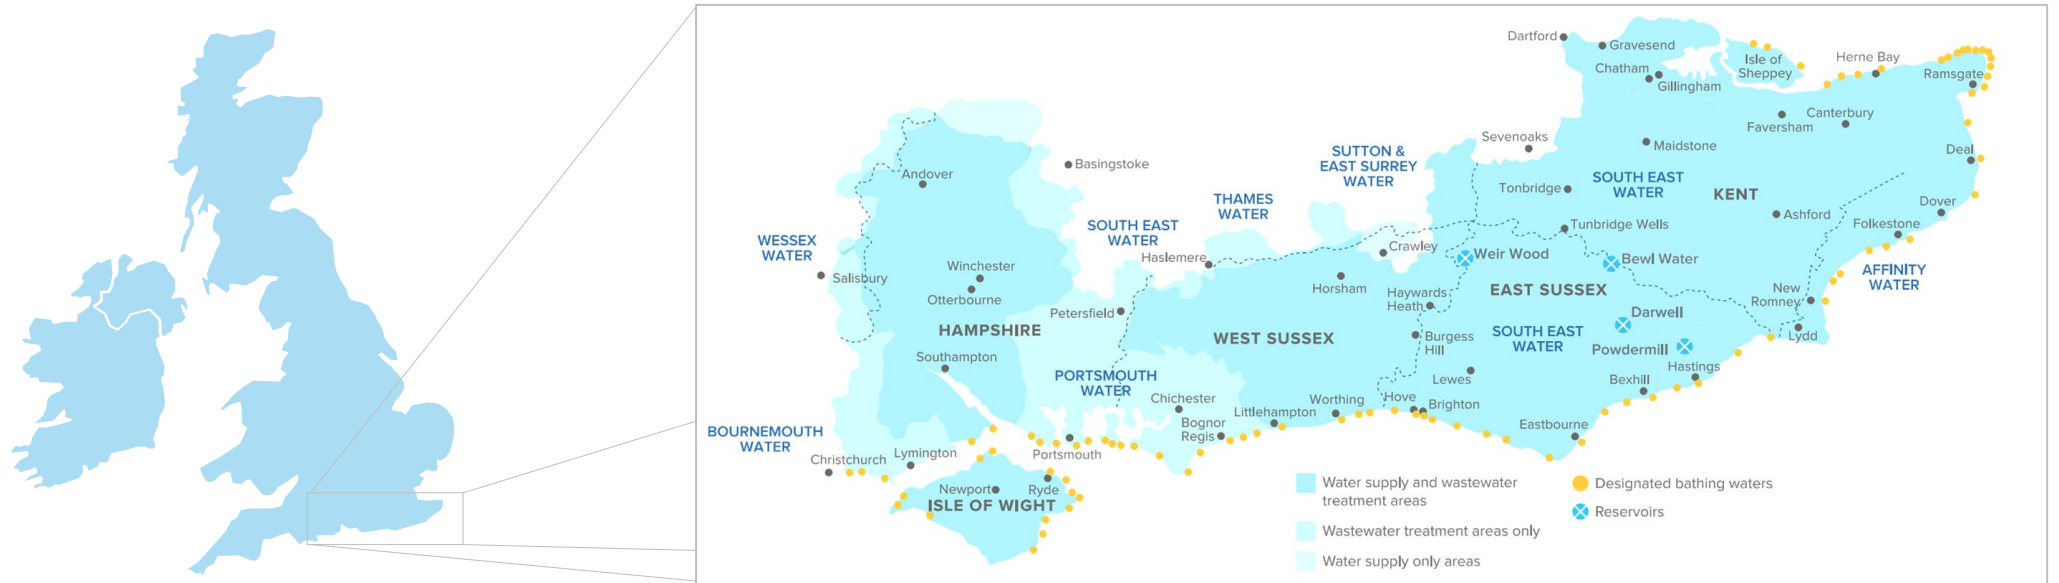 Dartford
Gravesend
Chatham
Gillingham
Isle of
Sheppey
Herne Bay
Ramsgate
Canterbury
Faversham
Sevenoaks
Maidstone
Deal
Basingstoke
Andover
SUTTON &
EAST SURREY
WATER
Tonbridge
SOUTH EAST
WATER
KENT
THAMES
WATER
Ashford
Dover
Folkestone
Tunbridge Wells
SOUTH EAST
WATER
WESSEX
WATER
Haslemere
Crawley
Weir Wood
Bewl Water
AFFINITY
WATER
Salisbury
Winchester
Otterbourne
Horsham
Haywards
Heath
EAST SUSSEX
New
Romney
Petersfield
HAMPSHIRE
WEST SUSSEX
Burgess
Hill
SOUTH EAST
WATER
Darwell
Lydd
Powdermill
Southampton
PORTSMOUTH
WATER
Lewes
Hastings
Bexhill
Chichester
Worthing
Hove
Brighton
Littlehampton
Bognor
Regis
Eastbourne
BOURNEMOUTH
WATER
Christchurch
Lymington
Portsmouth
Newport
Ryde
ISLE OF WIGHT
Water supply and wastewater
treatment areas
Wastewater treatment areas only
Water supply only areas
Designated bathing waters
Reservoirs